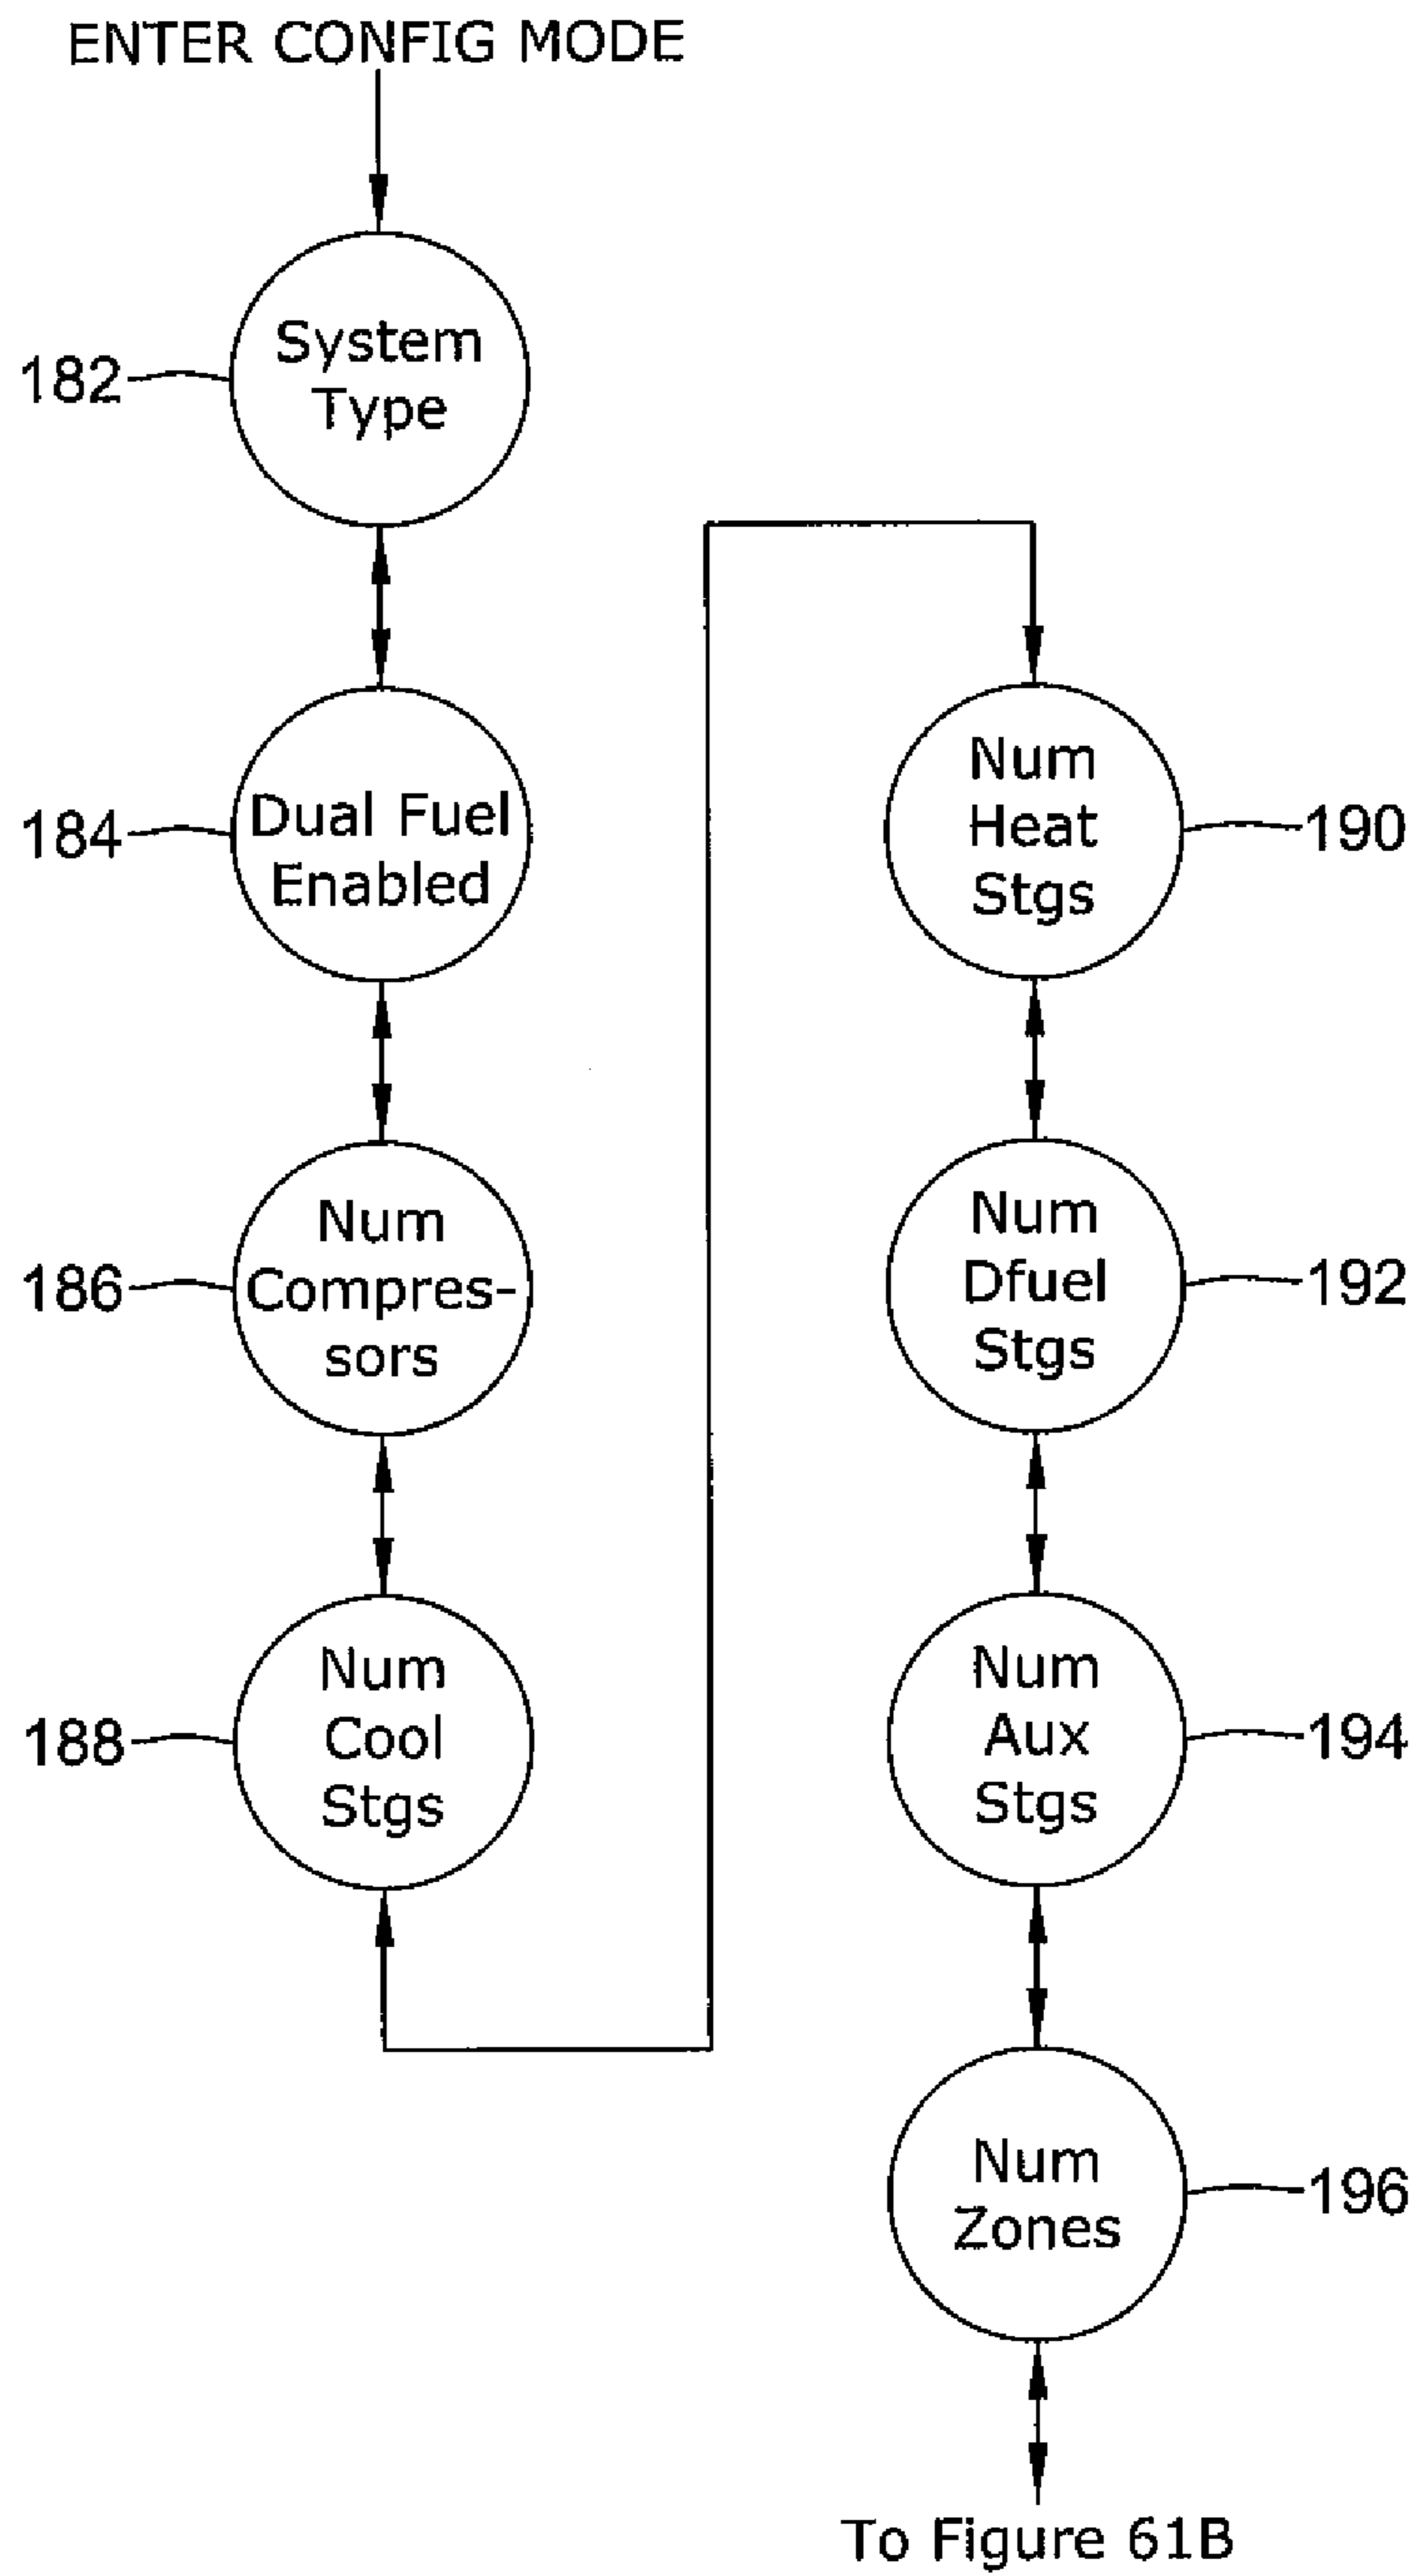 ENTER CONFIG MODE
System
Type
182
Dual Fuel
Enabled
184
Num
Compres-
sors
186
Num
Cool
Stgs
188
Num
Heat
Stgs
190
Num
Dfuel
Stgs
192
Num
Aux
Stgs
194
Num
Zones
196
To Figure 61B